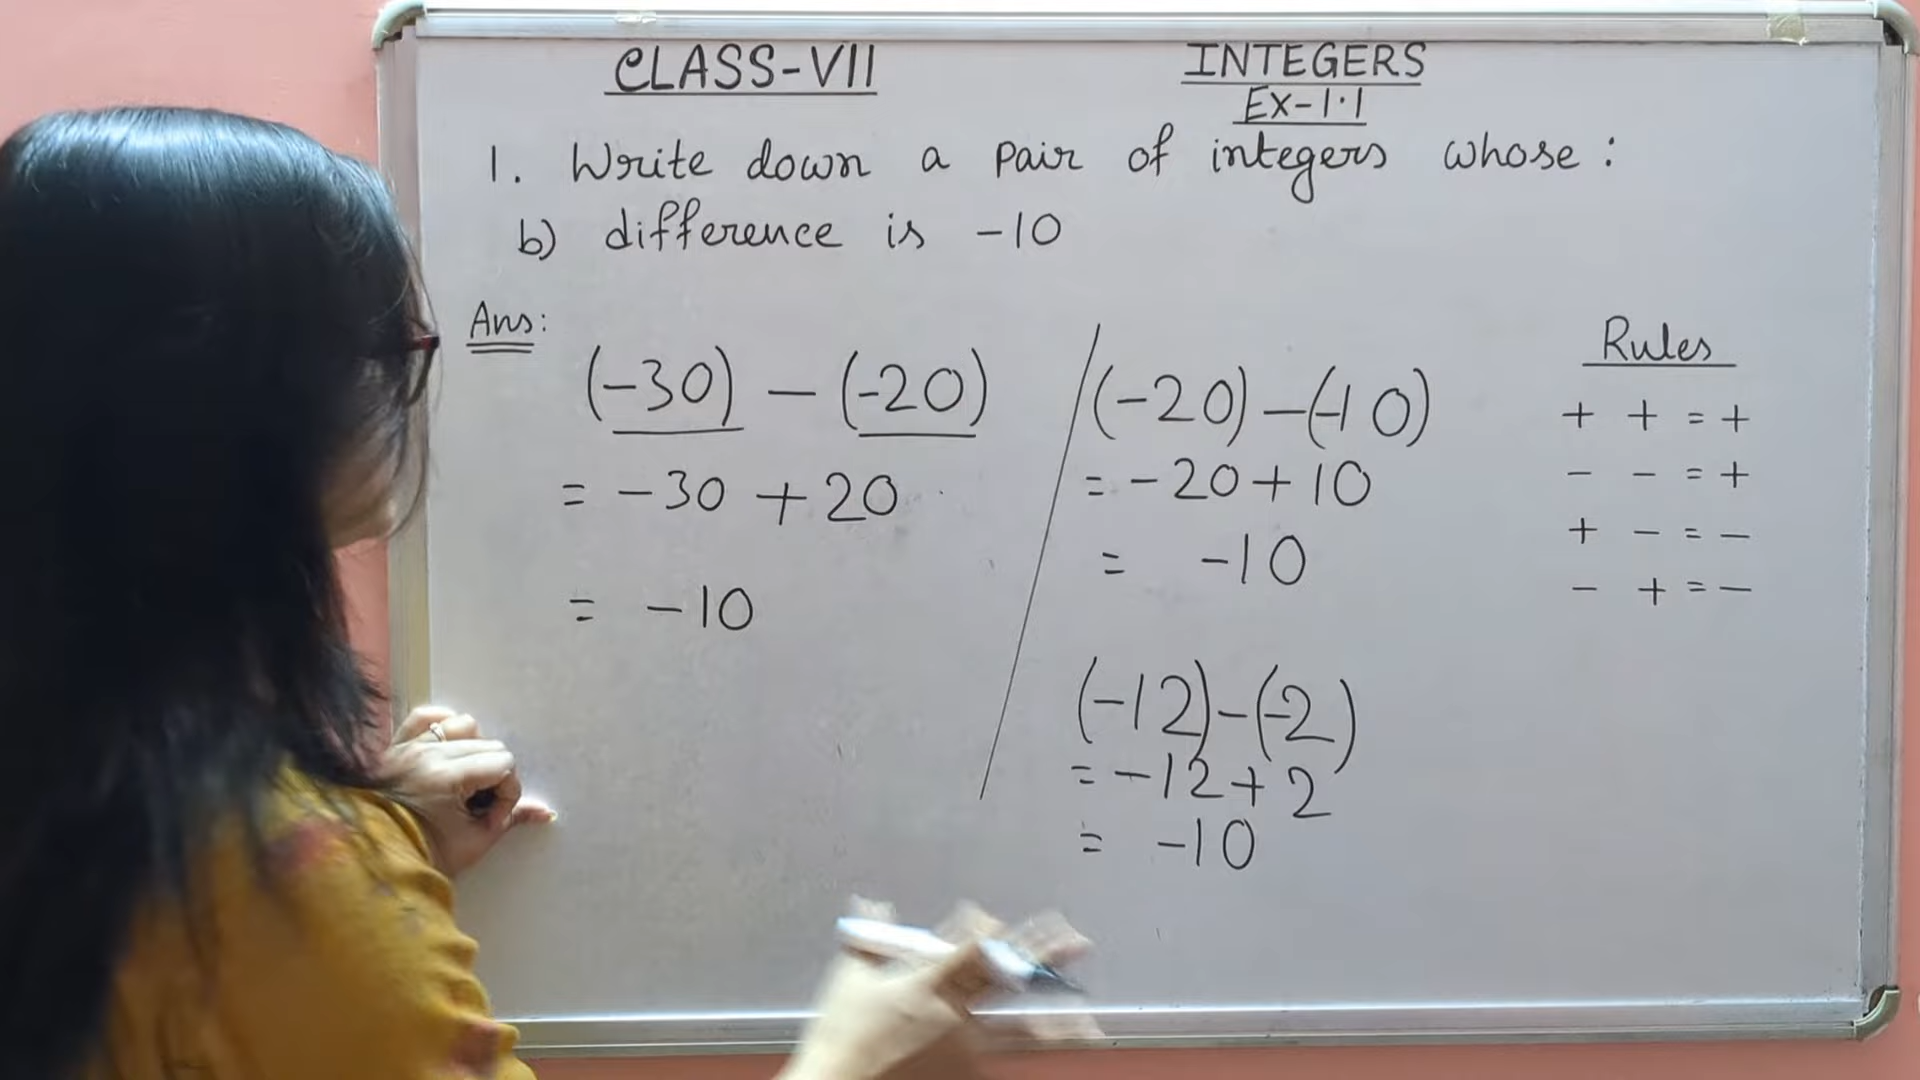 CLASS-VII
INTEGERS
EX-1.1
1. Write down a pair of integers whose :
b) difference is -10
Ans:
(-30) - (-20)
= -30 + 20
= -10
(-20) - (-10)
= -20 + 10
= -10
(-12) - (-2)
= -12 + 2
= -10
Rules
+ + = +
- - = +
+ - = -
- + = -